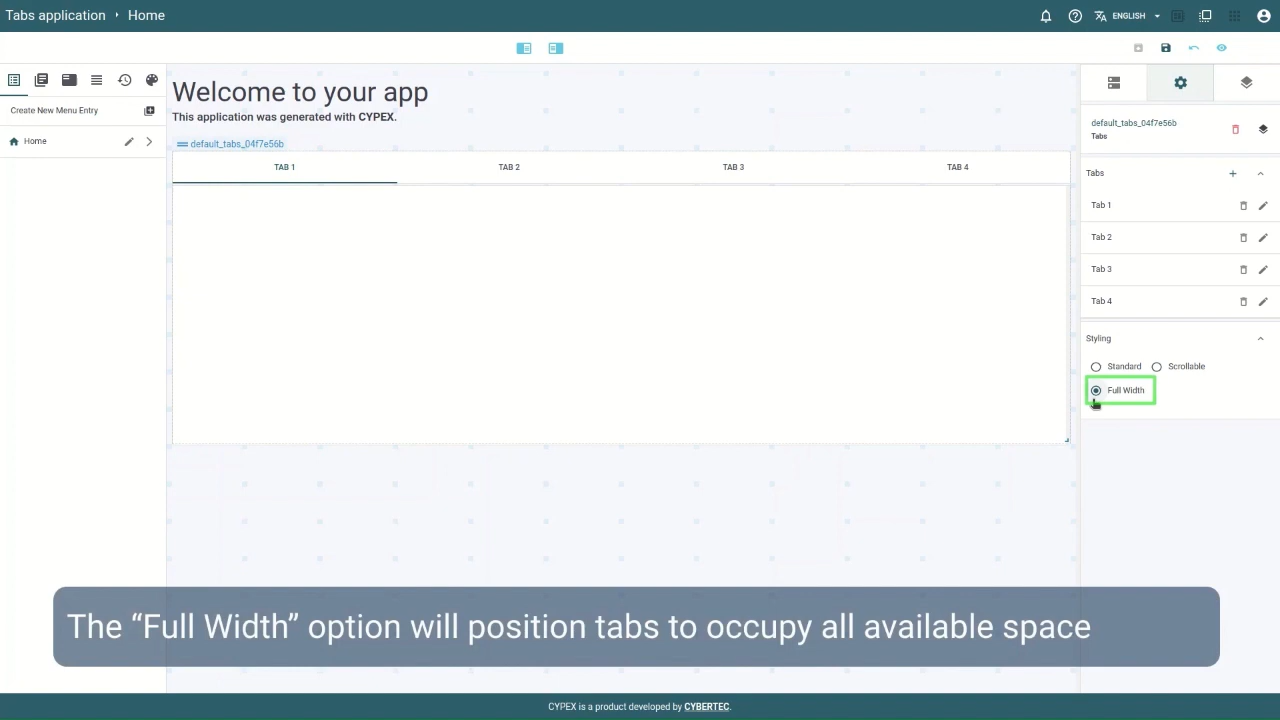 Tabs application › Home
ENGLISH
Create New Menu Entry
Home
Welcome to your app
This application was generated with CYPEX.
default_tabs_04f7e56b
TAB 1 TAB 2 TAB 3 TAB 4
default_tabs_04f7e56b
Tabs
Tabs
Tab 1
Tab 2
Tab 3
Tab 4
Styling
Standard Scrollable
Full Width
The “Full Width” option will position tabs to occupy all available space
CYPEX is a product developed by CYBERTEC.